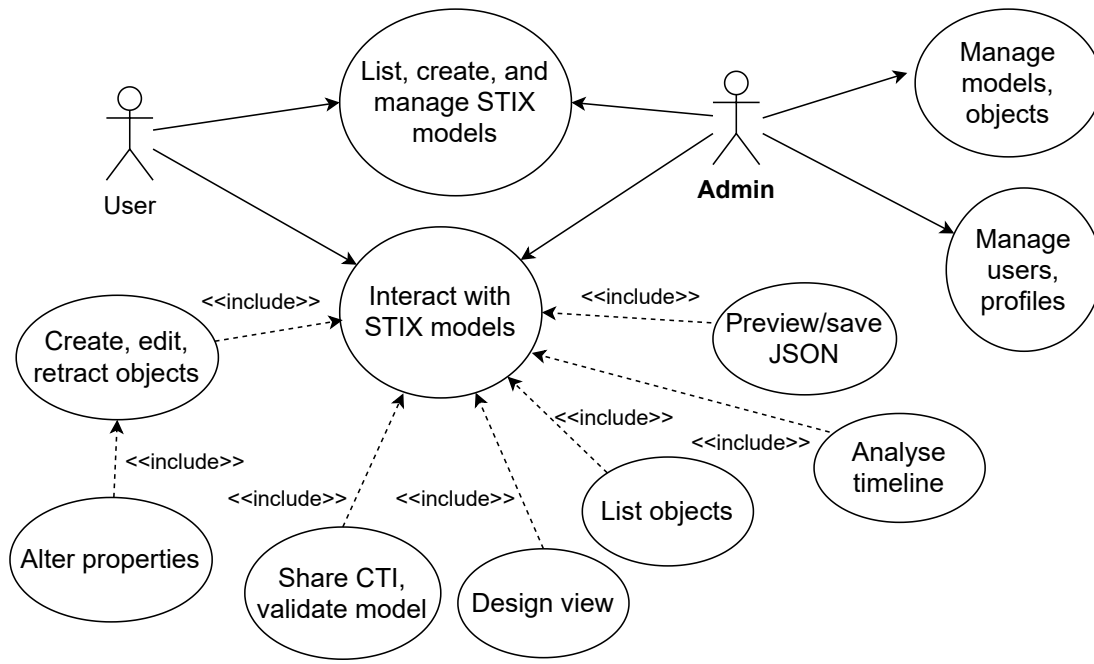 List, create, and
manage STIX
models
Manage
models,
objects
User
Admin
Manage
users,
profiles
Interact with
STIX models
<<include>>
<<include>>
Preview/save
JSON
Create, edit,
retract objects
<<include>>
<<include>>
Analyse
timeline
<<include>>
<<include>>
<<include>>
List objects
Alter properties
Share CTI,
validate model
Design view